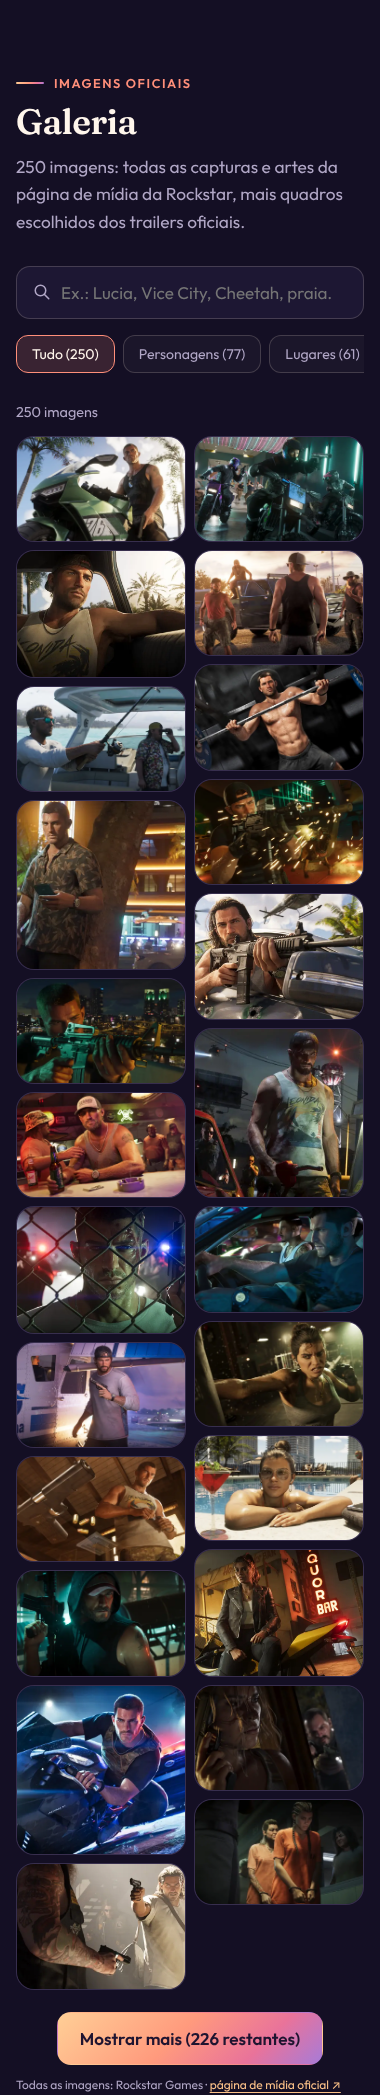 IMAGENS OFICIAIS
Galeria
250 imagens: todas as capturas e artes da
página de mídia da Rockstar, mais quadros
escolhidos dos trailers oficiais.
Ex.: Lucia, Vice City, Cheetah, praia.
Tudo (250)
Personagens (77)
Lugares (61)
250 imagens
QUOR
BAR
Mostrar mais (226 restantes)
Todas as imagens: Rockstar Games · página de mídia oficial ↗